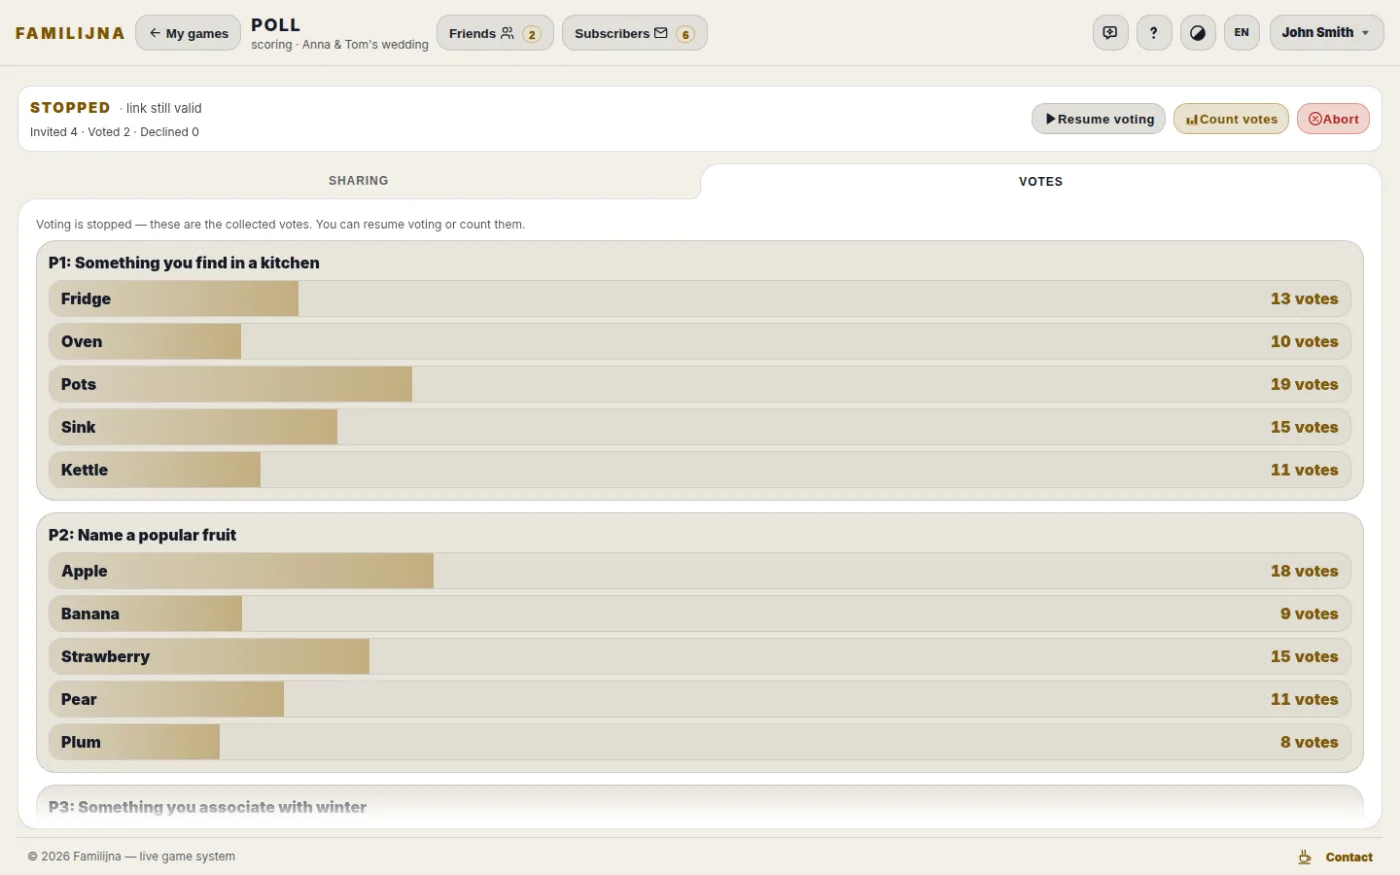 FAMILIJNA
← My games
POLL
scoring · Anna & Tom's wedding
Friends 2
Subscribers 6
?
EN
John Smith
STOPPED · link still valid
Invited 4 · Voted 2 · Declined 0
Resume voting
Count votes
Abort
SHARING
VOTES
Voting is stopped — these are the collected votes. You can resume voting or count them.
P1: Something you find in a kitchen
Fridge 13 votes
Oven 10 votes
Pots 19 votes
Sink 15 votes
Kettle 11 votes
P2: Name a popular fruit
Apple 18 votes
Banana 9 votes
Strawberry 15 votes
Pear 11 votes
Plum 8 votes
P3: Something you associate with winter
© 2026 Familijna — live game system
Contact